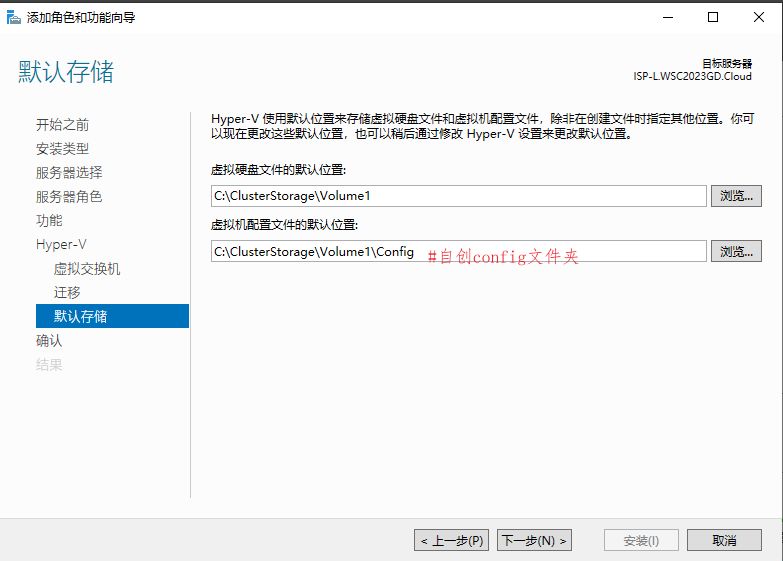 添加角色和功能向导
默认存储
目标服务器
ISP-L.WSC2023GD.Cloud
开始之前
安装类型
服务器选择
服务器角色
功能
Hyper-V
虚拟交换机
迁移
默认存储
确认
结果
Hyper-V 使用默认位置来存储虚拟硬盘文件和虚拟机配置文件，除非在创建文件时指定其他位置。你可
以现在更改这些默认位置，也可以稍后通过修改 Hyper-V 设置来更改默认位置。
虚拟硬盘文件的默认位置:
C:\ClusterStorage\Volume1
浏览...
虚拟机配置文件的默认位置:
C:\ClusterStorage\Volume1\Config #自创config文件夹
浏览...
< 上一步(P)
下一步(N) >
安装(I)
取消